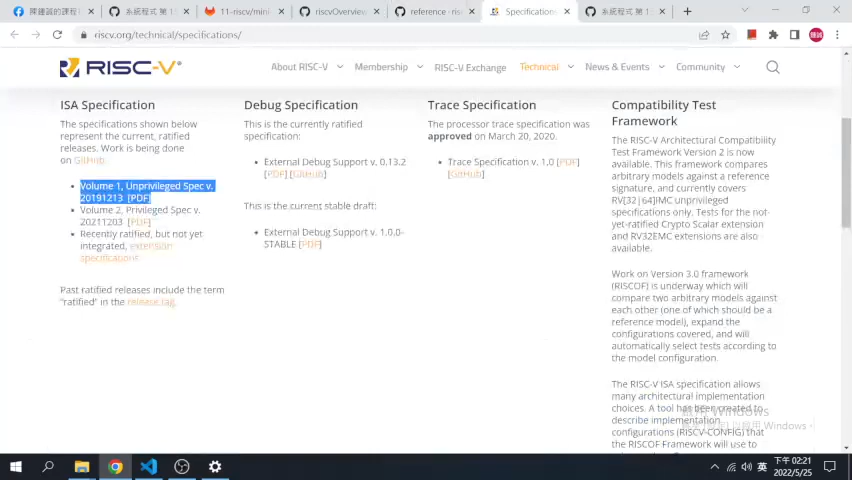 陳鍾誠的課程
系統程式 第 1
11-riscv/mini-
riscvOverview
reference · ris
Specifications
系統程式 第 1
riscv.org/technical/specifications/
RISC-V®
About RISC-V
Membership
RISC-V Exchange
Technical
News & Events
Community
ISA Specification
The specifications shown below
represent the current, ratified
releases. Work is being done
on GitHub.
Volume 1, Unprivileged Spec v.
20191213 [PDF]
Volume 2, Privileged Spec v.
20211203 [PDF]
Recently ratified, but not yet
integrated, extension
specifications
Past ratified releases include the term
"ratified" in the release tag.
Debug Specification
This is the currently ratified
specification:
External Debug Support v. 0.13.2
[PDF] [GitHub]
This is the current stable draft:
External Debug Support v. 1.0.0-
STABLE [PDF]
Trace Specification
The processor trace specification was
approved on March 20, 2020.
Trace Specification v. 1.0 [PDF]
[GitHub]
Compatibility Test
Framework
The RISC-V Architectural Compatibility
Test Framework Version 2 is now
available. This framework compares
arbitrary models against a reference
signature, and currently covers
RV[32|64]IMC unprivileged
specifications only. Tests for the not-
yet-ratified Crypto Scalar extension
and RV32EMC extensions are also
available.
Work on Version 3.0 framework
(RISCOF) is underway which will
compare two arbitrary models against
each other (one of which should be a
reference model), expand the
configurations covered, and will
automatically select tests according to
the model configuration.
The RISC-V ISA specification allows
many architectural implementation
choices. A tool has been created to
describe implementation
configurations (RISCV-CONFIG) that
the RISCOF Framework will use to
啟用 Windows
以啟用 Windows
英
下午 02:21
2022/5/25